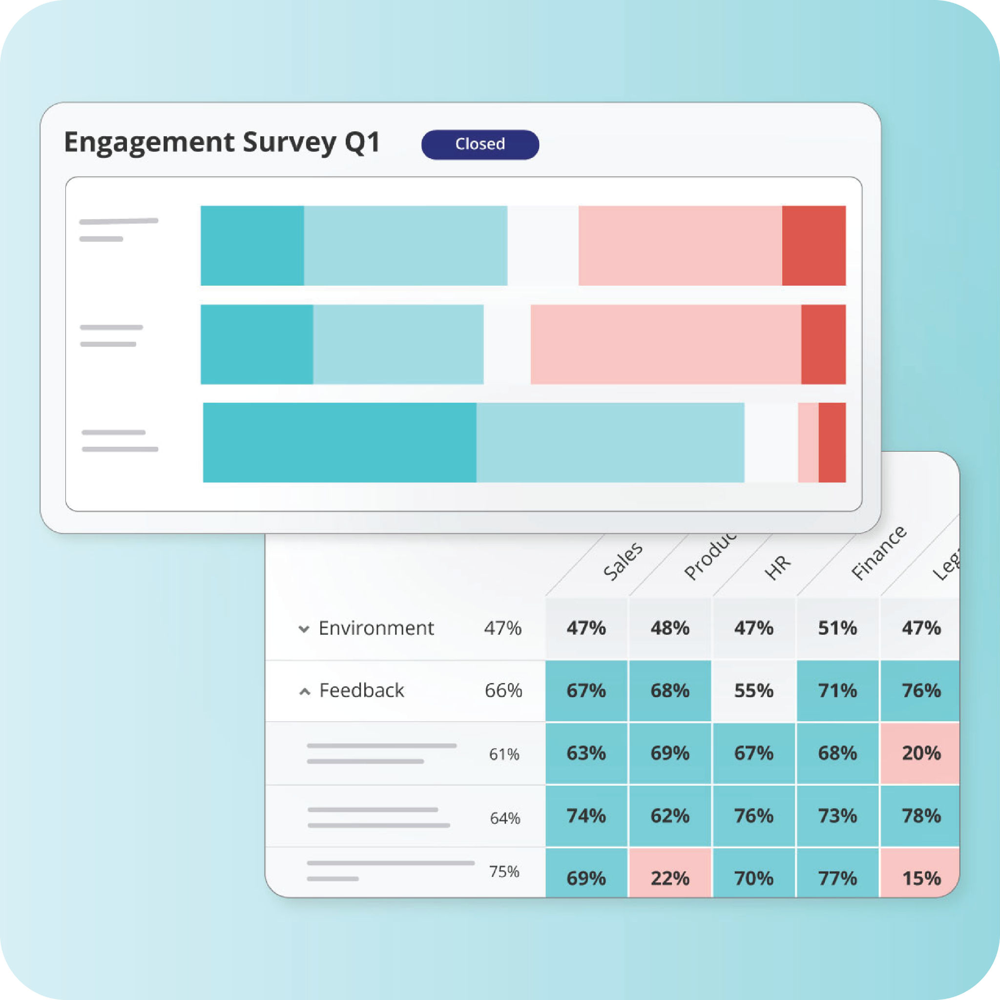 Engagement Survey Q1 Closed
Sales HR Finance
Environment 47% 47% 48% 47% 51% 47%
Feedback 66% 67% 68% 55% 71% 76%
61% 63% 69% 67% 68% 20%
64% 74% 62% 76% 73% 78%
75% 69% 22% 70% 77% 15%